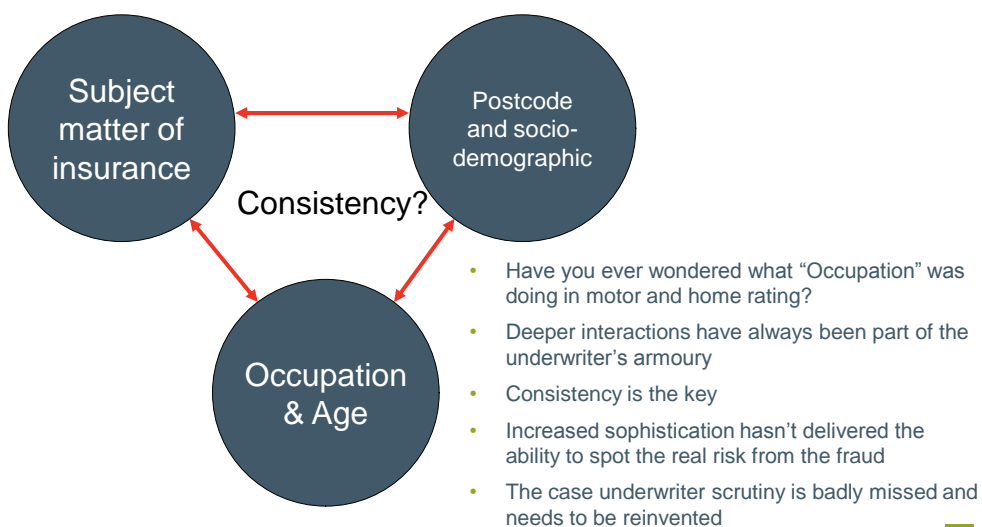 Subject
matter of
insurance
Postcode
and socio-
demographic
Consistency?
Occupation
& Age
• Have you ever wondered what “Occupation” was
doing in motor and home rating?
• Deeper interactions have always been part of the
underwriter’s armoury
• Consistency is the key
• Increased sophistication hasn’t delivered the
ability to spot the real risk from the fraud
• The case underwriter scrutiny is badly missed and
needs to be reinvented